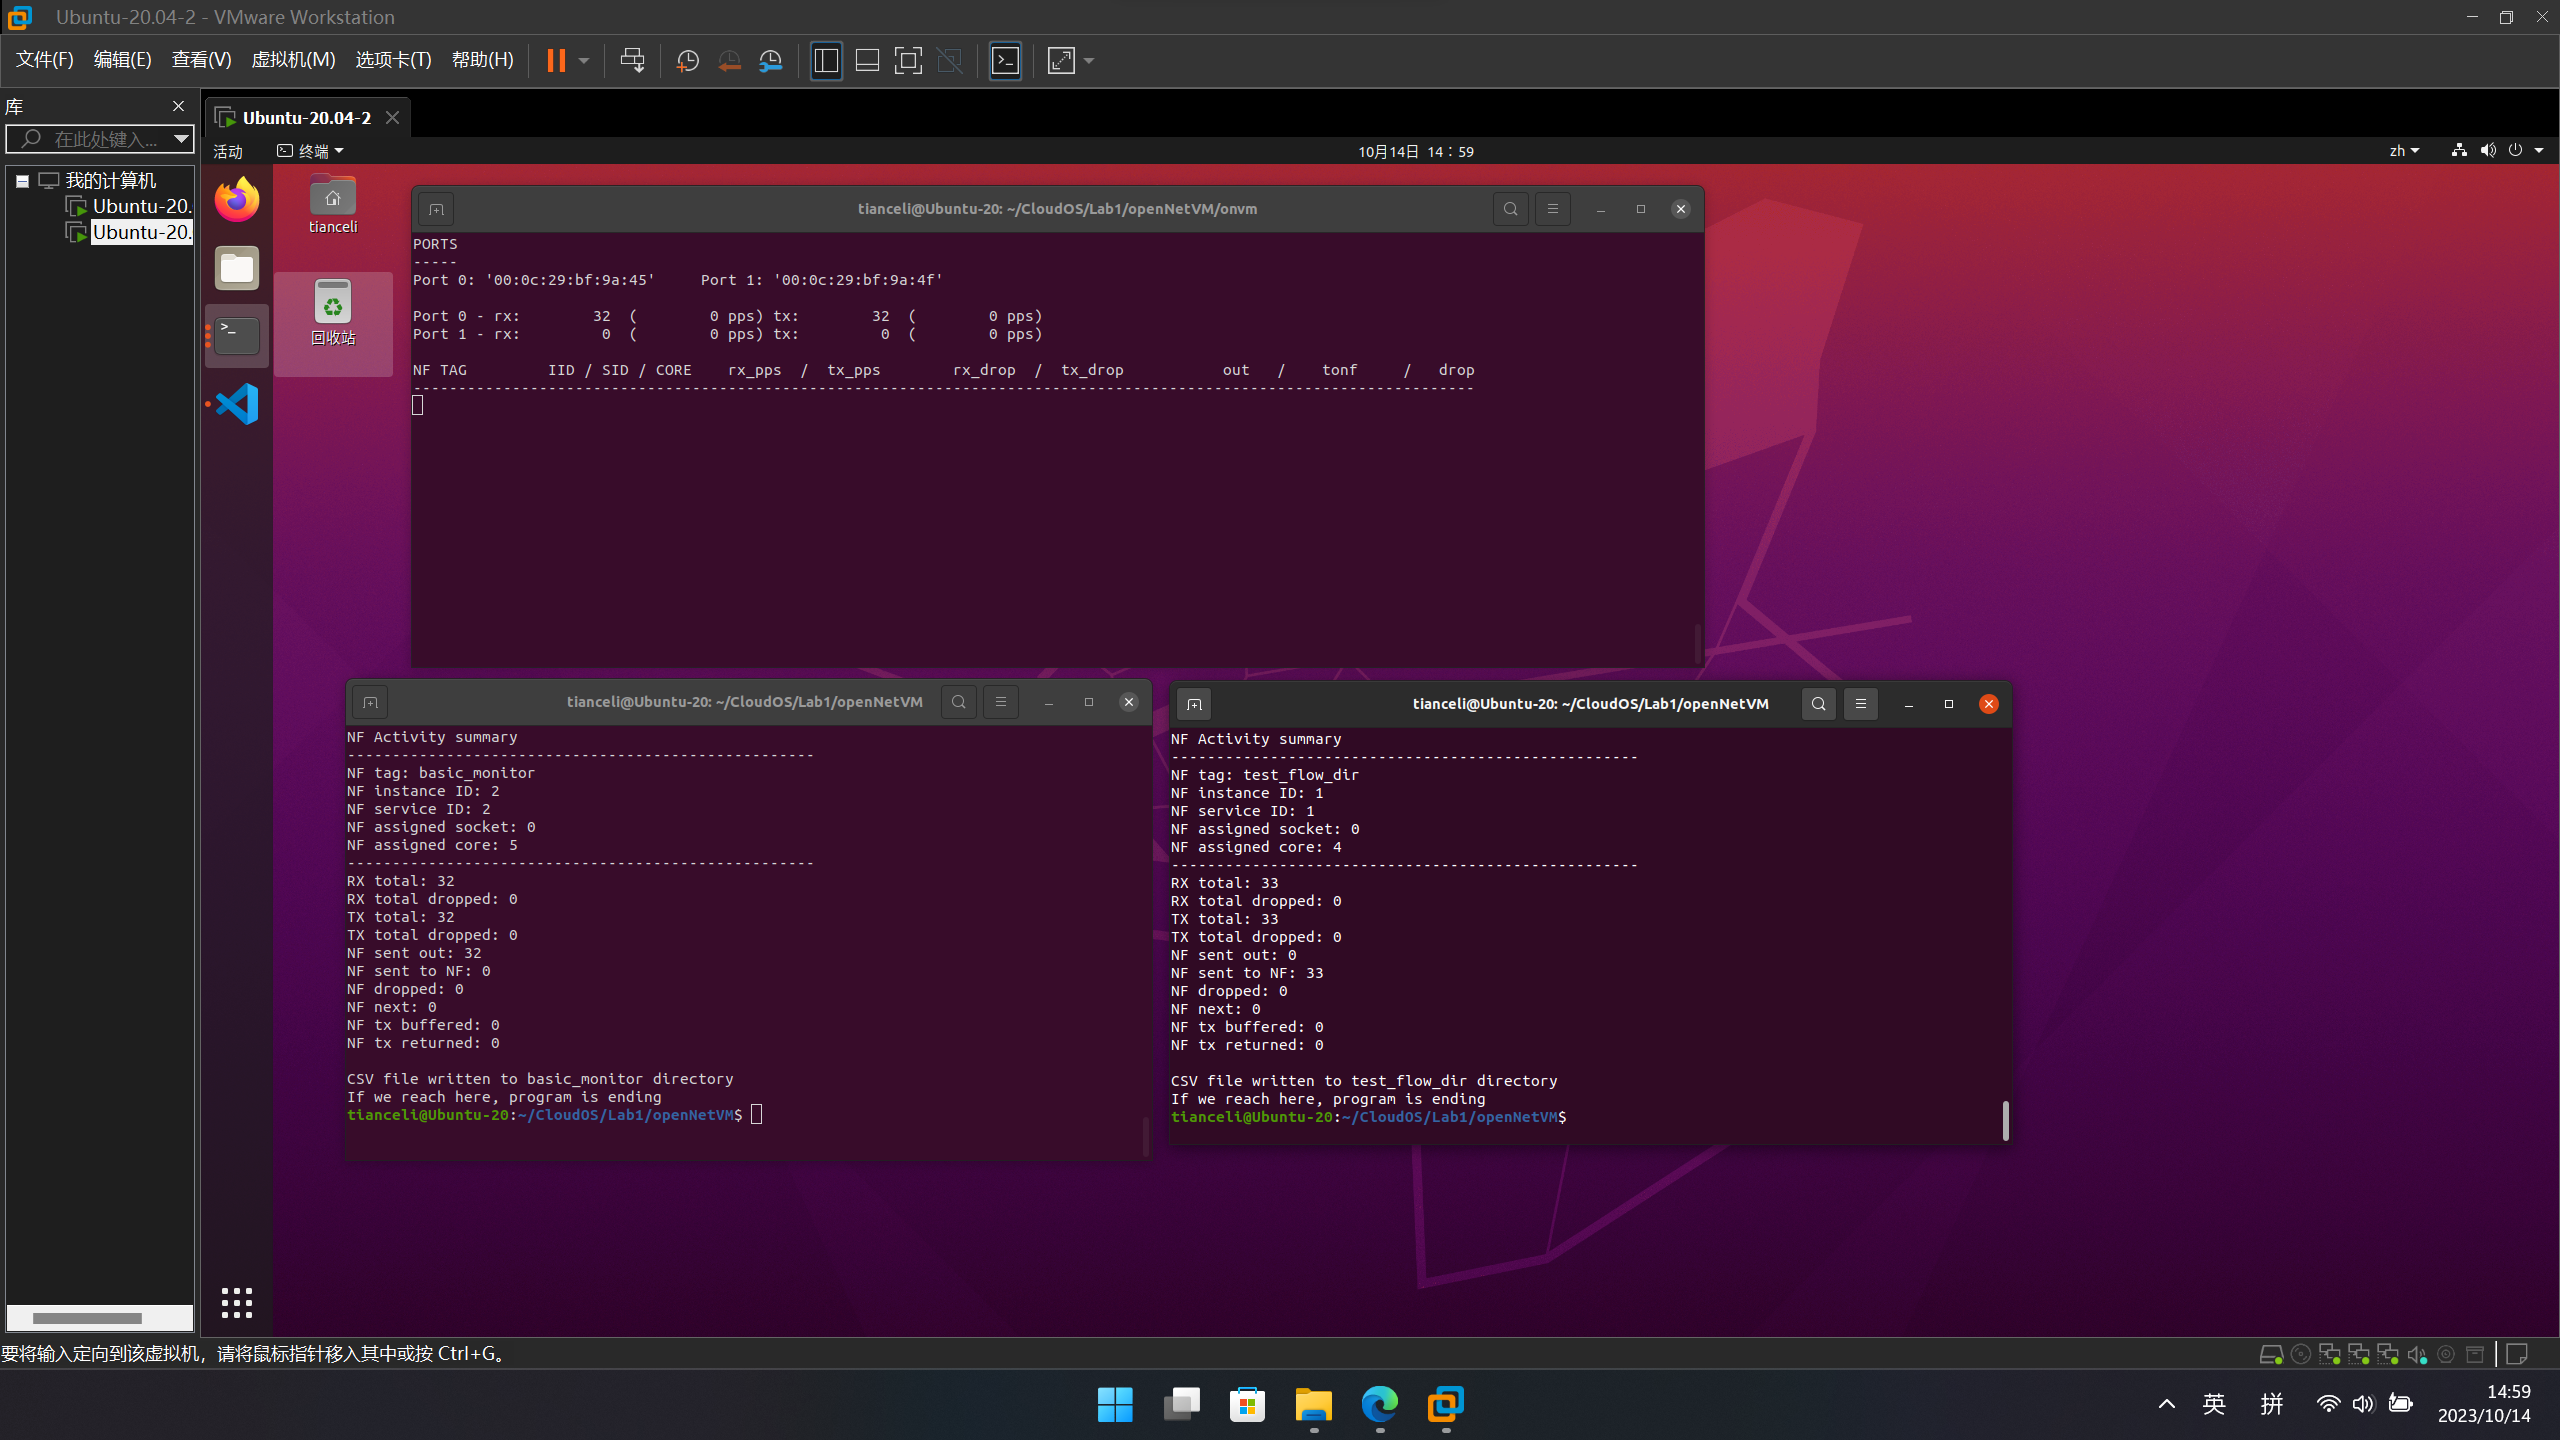 Ubuntu-20.04-2 - VMware Workstation
文件(F) 编辑(E) 查看(V) 虚拟机(M) 选项卡(T) 帮助(H)
库
在此处键入...
我的计算机
Ubuntu-20.
Ubuntu-20.
Ubuntu-20.04-2
活动 终端 10月14日 14：59 zh
tianceli
回收站
tianceli@Ubuntu-20: ~/CloudOS/Lab1/openNetVM/onvm
PORTS
-----
Port 0: '00:0c:29:bf:9a:45' Port 1: '00:0c:29:bf:9a:4f'
Port 0 - rx: 32 ( 0 pps) tx: 32 ( 0 pps)
Port 1 - rx: 0 ( 0 pps) tx: 0 ( 0 pps)
NF TAG IID / SID / CORE rx_pps / tx_pps rx_drop / tx_drop out / tonf / drop
----------------------------------------------------------------------------------------------------------------------
tianceli@Ubuntu-20: ~/CloudOS/Lab1/openNetVM
NF Activity summary
----------------------------------------------------
NF tag: basic_monitor
NF instance ID: 2
NF service ID: 2
NF assigned socket: 0
NF assigned core: 5
----------------------------------------------------
RX total: 32
RX total dropped: 0
TX total: 32
TX total dropped: 0
NF sent out: 32
NF sent to NF: 0
NF dropped: 0
NF next: 0
NF tx buffered: 0
NF tx returned: 0
CSV file written to basic_monitor directory
If we reach here, program is ending
tianceli@Ubuntu-20:~/CloudOS/Lab1/openNetVM$
tianceli@Ubuntu-20: ~/CloudOS/Lab1/openNetVM
NF Activity summary
----------------------------------------------------
NF tag: test_flow_dir
NF instance ID: 1
NF service ID: 1
NF assigned socket: 0
NF assigned core: 4
----------------------------------------------------
RX total: 33
RX total dropped: 0
TX total: 33
TX total dropped: 0
NF sent out: 0
NF sent to NF: 33
NF dropped: 0
NF next: 0
NF tx buffered: 0
NF tx returned: 0
CSV file written to test_flow_dir directory
If we reach here, program is ending
tianceli@Ubuntu-20:~/CloudOS/Lab1/openNetVM$
要将输入定向到该虚拟机，请将鼠标指针移入其中或按 Ctrl+G。
英 拼 14:59
2023/10/14